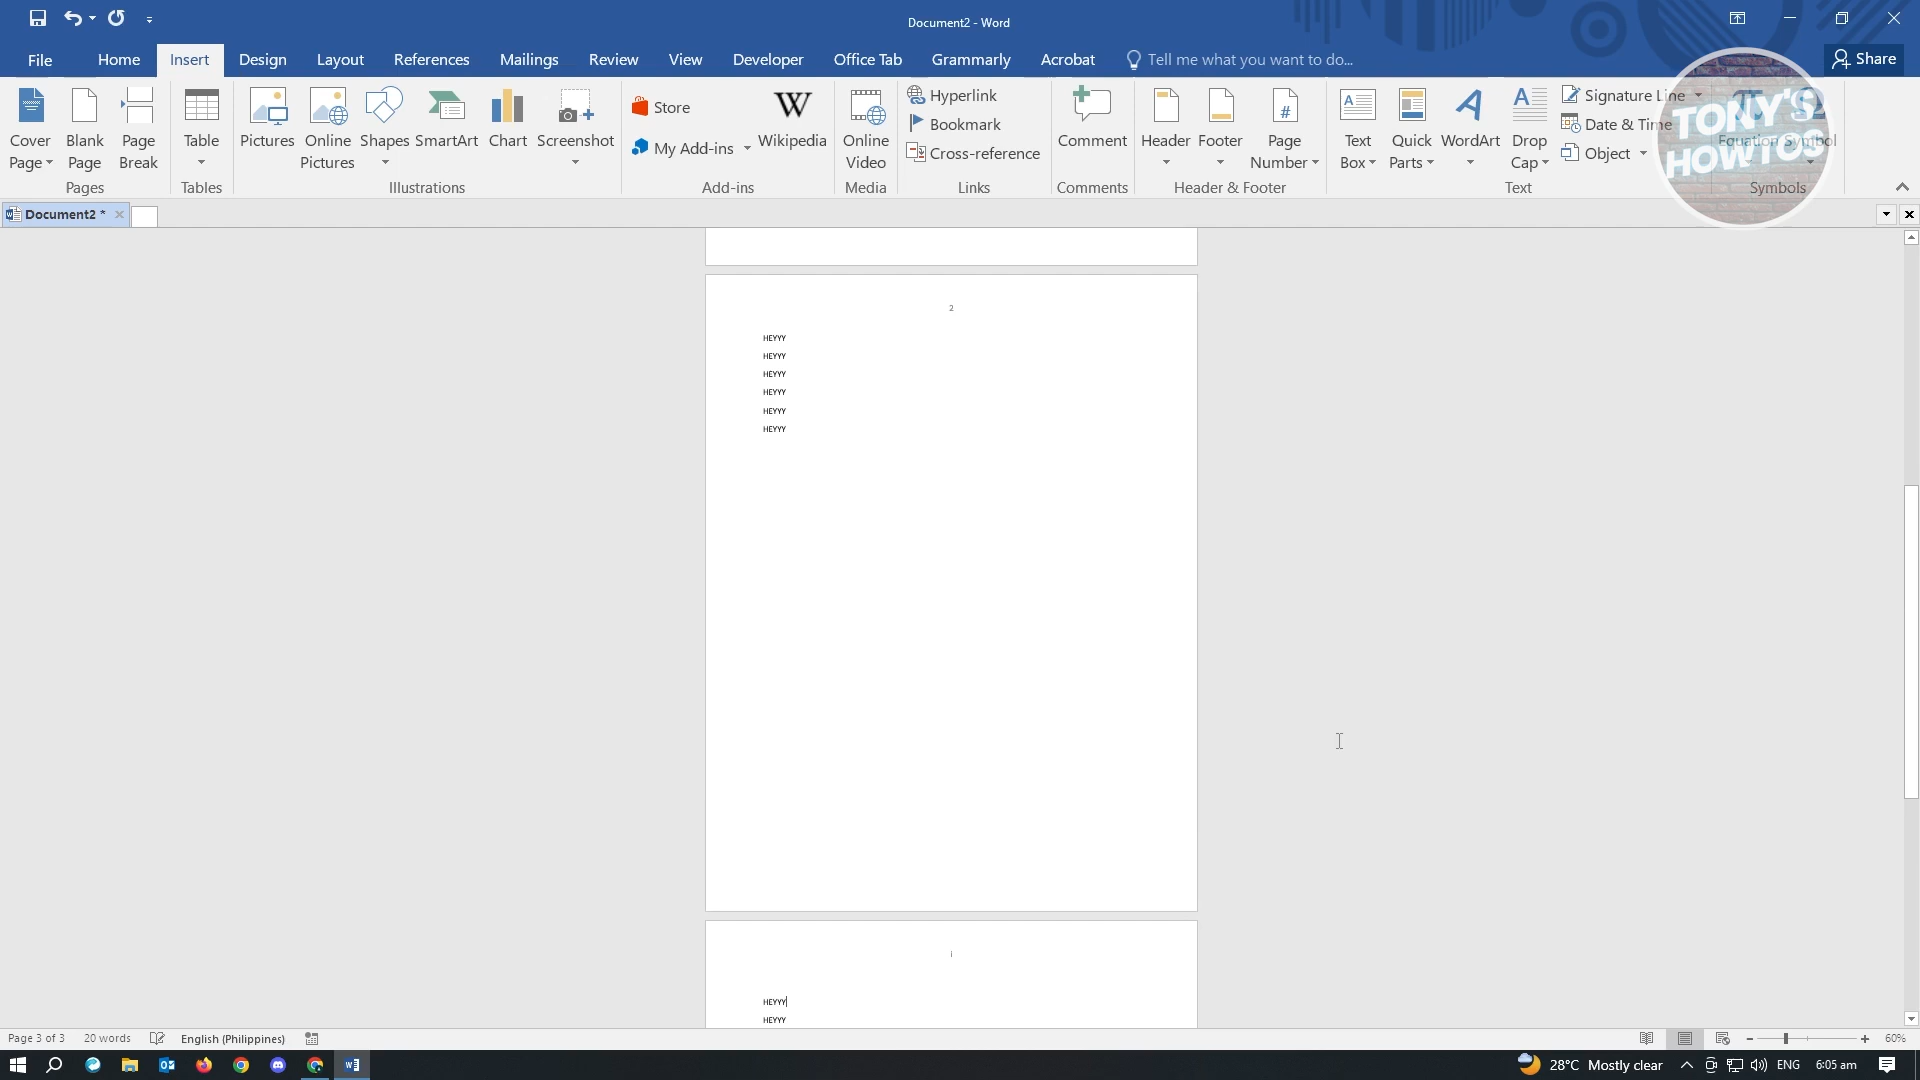 Document2 - Word
File Home Insert Design Layout References Mailings Review View Developer Office Tab Grammarly Acrobat Tell me what you want to do... Share
Cover Page
Blank Page
Page Break
Pages
Table
Tables
Pictures
Online Pictures
Shapes
SmartArt
Chart
Screenshot
Illustrations
Store
My Add-ins
Wikipedia
Add-ins
Online Video
Media
Hyperlink
Bookmark
Cross-reference
Links
Comment
Comments
Header
Footer
Page Number
Header & Footer
Text Box
Quick Parts
WordArt
Drop Cap
Signature Line
Date & Time
Object
Text
Equation
Symbol
Symbols
TONY'S
HOWTOS
Document2 *
2
HEYYY
HEYYY
HEYYY
HEYYY
HEYYY
HEYYY
i
HEYYY
HEYYY
Page 3 of 3 20 words English (Philippines) 60%
28°C Mostly clear ENG 6:05 am